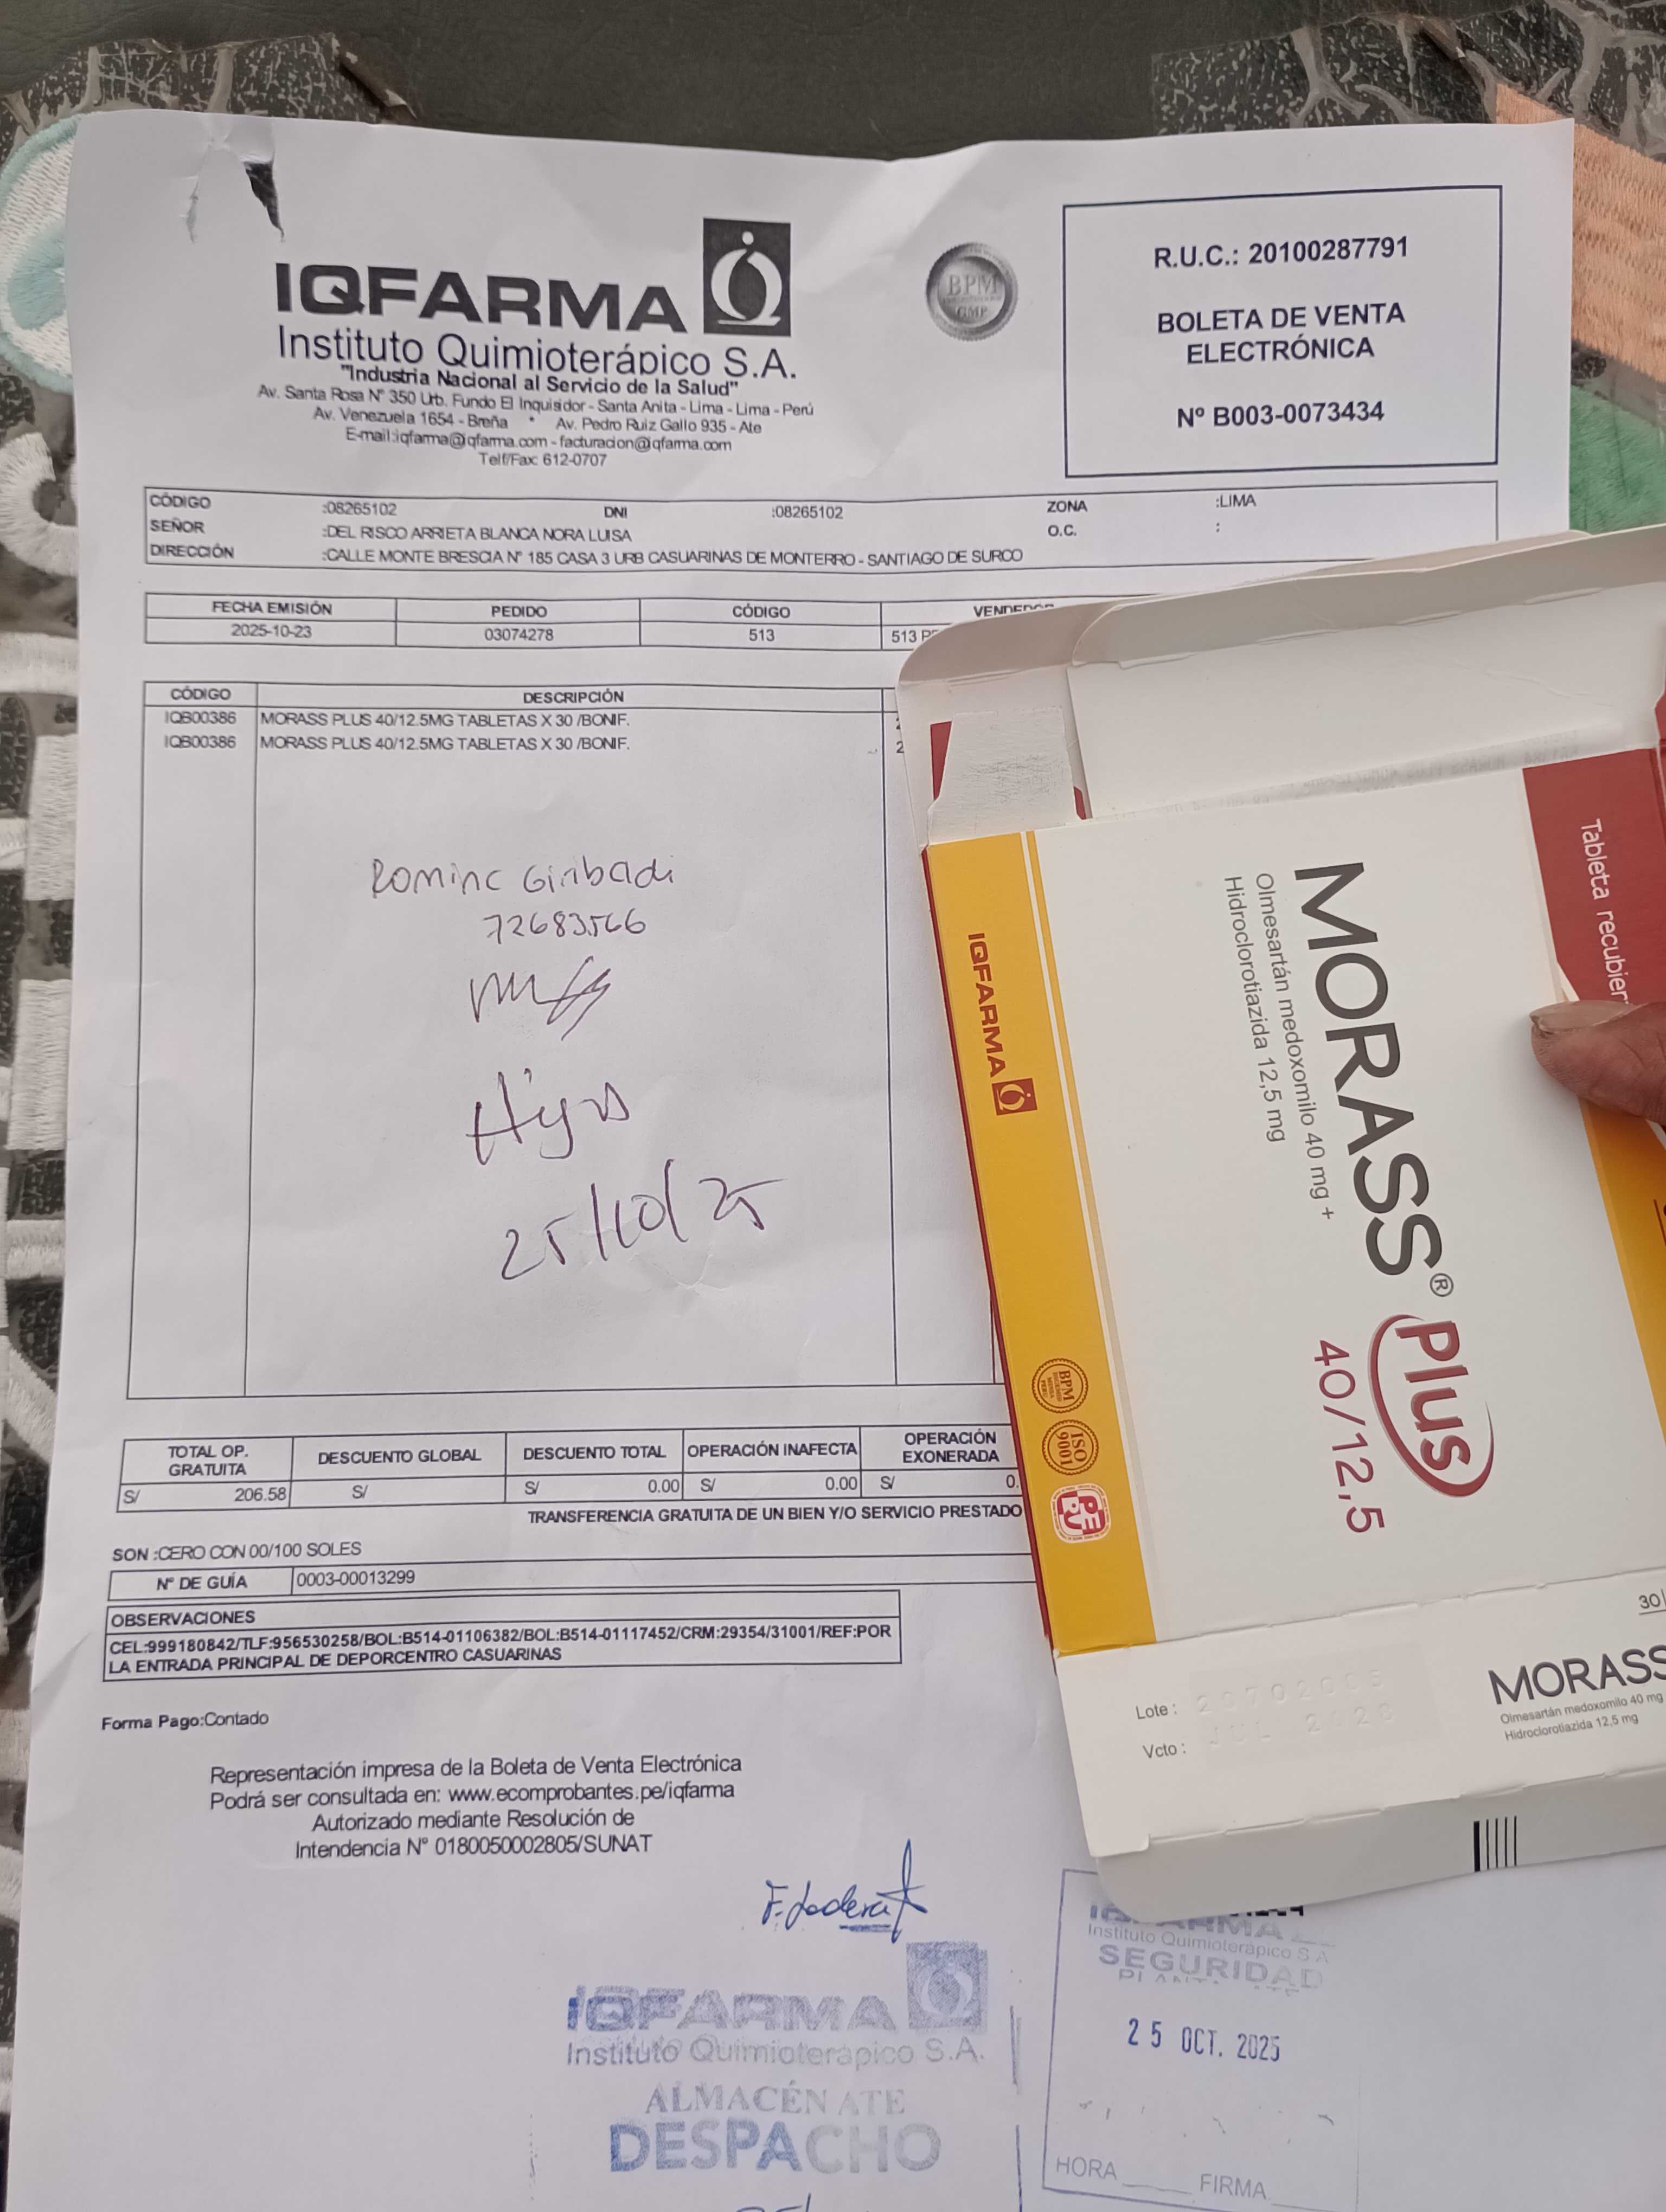 IQFARMA
Instituto Quimioterápico S.A.
"Industria Nacional al Servicio de la Salud"
Av. Santa Rosa N° 350 Urb. Fundo El Inquisidor - Santa Anita - Lima - Lima - Perú
Av. Venezuela 1654 - Breña * Av. Pedro Ruiz Gallo 935 - Ate
E-mail:iqfarma@iqfarma.com - facturacion@iqfarma.com
Telf/Fax: 612-0707
BPM
GMP
R.U.C.: 20100287791
BOLETA DE VENTA
ELECTRÓNICA
Nº B003-0073434
CÓDIGO :08265102 DNI :08265102 ZONA :LIMA
SEÑOR :DEL RISCO ARRIETA BLANCA NORA LUISA O.C. :
DIRECCIÓN :CALLE MONTE BRESCIA N° 185 CASA 3 URB CASUARINAS DE MONTERRO - SANTIAGO DE SURCO
FECHA EMISIÓN PEDIDO CÓDIGO
2025-10-23 03074278 513 513
CÓDIGO DESCRIPCIÓN
IQB00386 MORASS PLUS 40/12.5MG TABLETAS X 30 /BONIF.
IQB00386 MORASS PLUS 40/12.5MG TABLETAS X 30 /BONIF. 2
72683566
25/10/25
TOTAL OP. GRATUITA DESCUENTO GLOBAL DESCUENTO TOTAL OPERACIÓN INAFECTA OPERACIÓN EXONERADA
S/ 206.58 S/ S/ 0.00 S/ 0.00 S/ 0.
TRANSFERENCIA GRATUITA DE UN BIEN Y/O SERVICIO PRESTADO
SON :CERO CON 00/100 SOLES
N° DE GUÍA 0003-00013299
OBSERVACIONES
CEL:999180842/TLF:956530258/BOL:B514-01106382/BOL:B514-01117452/CRM:29354/31001/REF:POR
LA ENTRADA PRINCIPAL DE DEPORCENTRO CASUARINAS
Forma Pago:Contado
Representación impresa de la Boleta de Venta Electrónica
Podrá ser consultada en: www.ecomprobantes.pe/iqfarma
Autorizado mediante Resolución de
Intendencia N° 0180050002805/SUNAT
IQFARMA
Instituto Quimioterápico S.A.
ALMACÉN ATE
DESPACHO
IQFARMA
Instituto Quimioterápico S.A.
SEGURIDAD
25 OCT. 2025
HORA FIRMA
Tableta
MORASS® Plus
40/12,5
Olmesartán medoxomilo 40 mg +
Hidroclorotiazida 12,5 mg
IQFARMA
BPM
ISO
9001
PERU
30
MORASS
Olmesartán medoxomilo 40 mg
Hidroclorotiazida 12,5 mg
Lote :
Vcto : JUL 2028